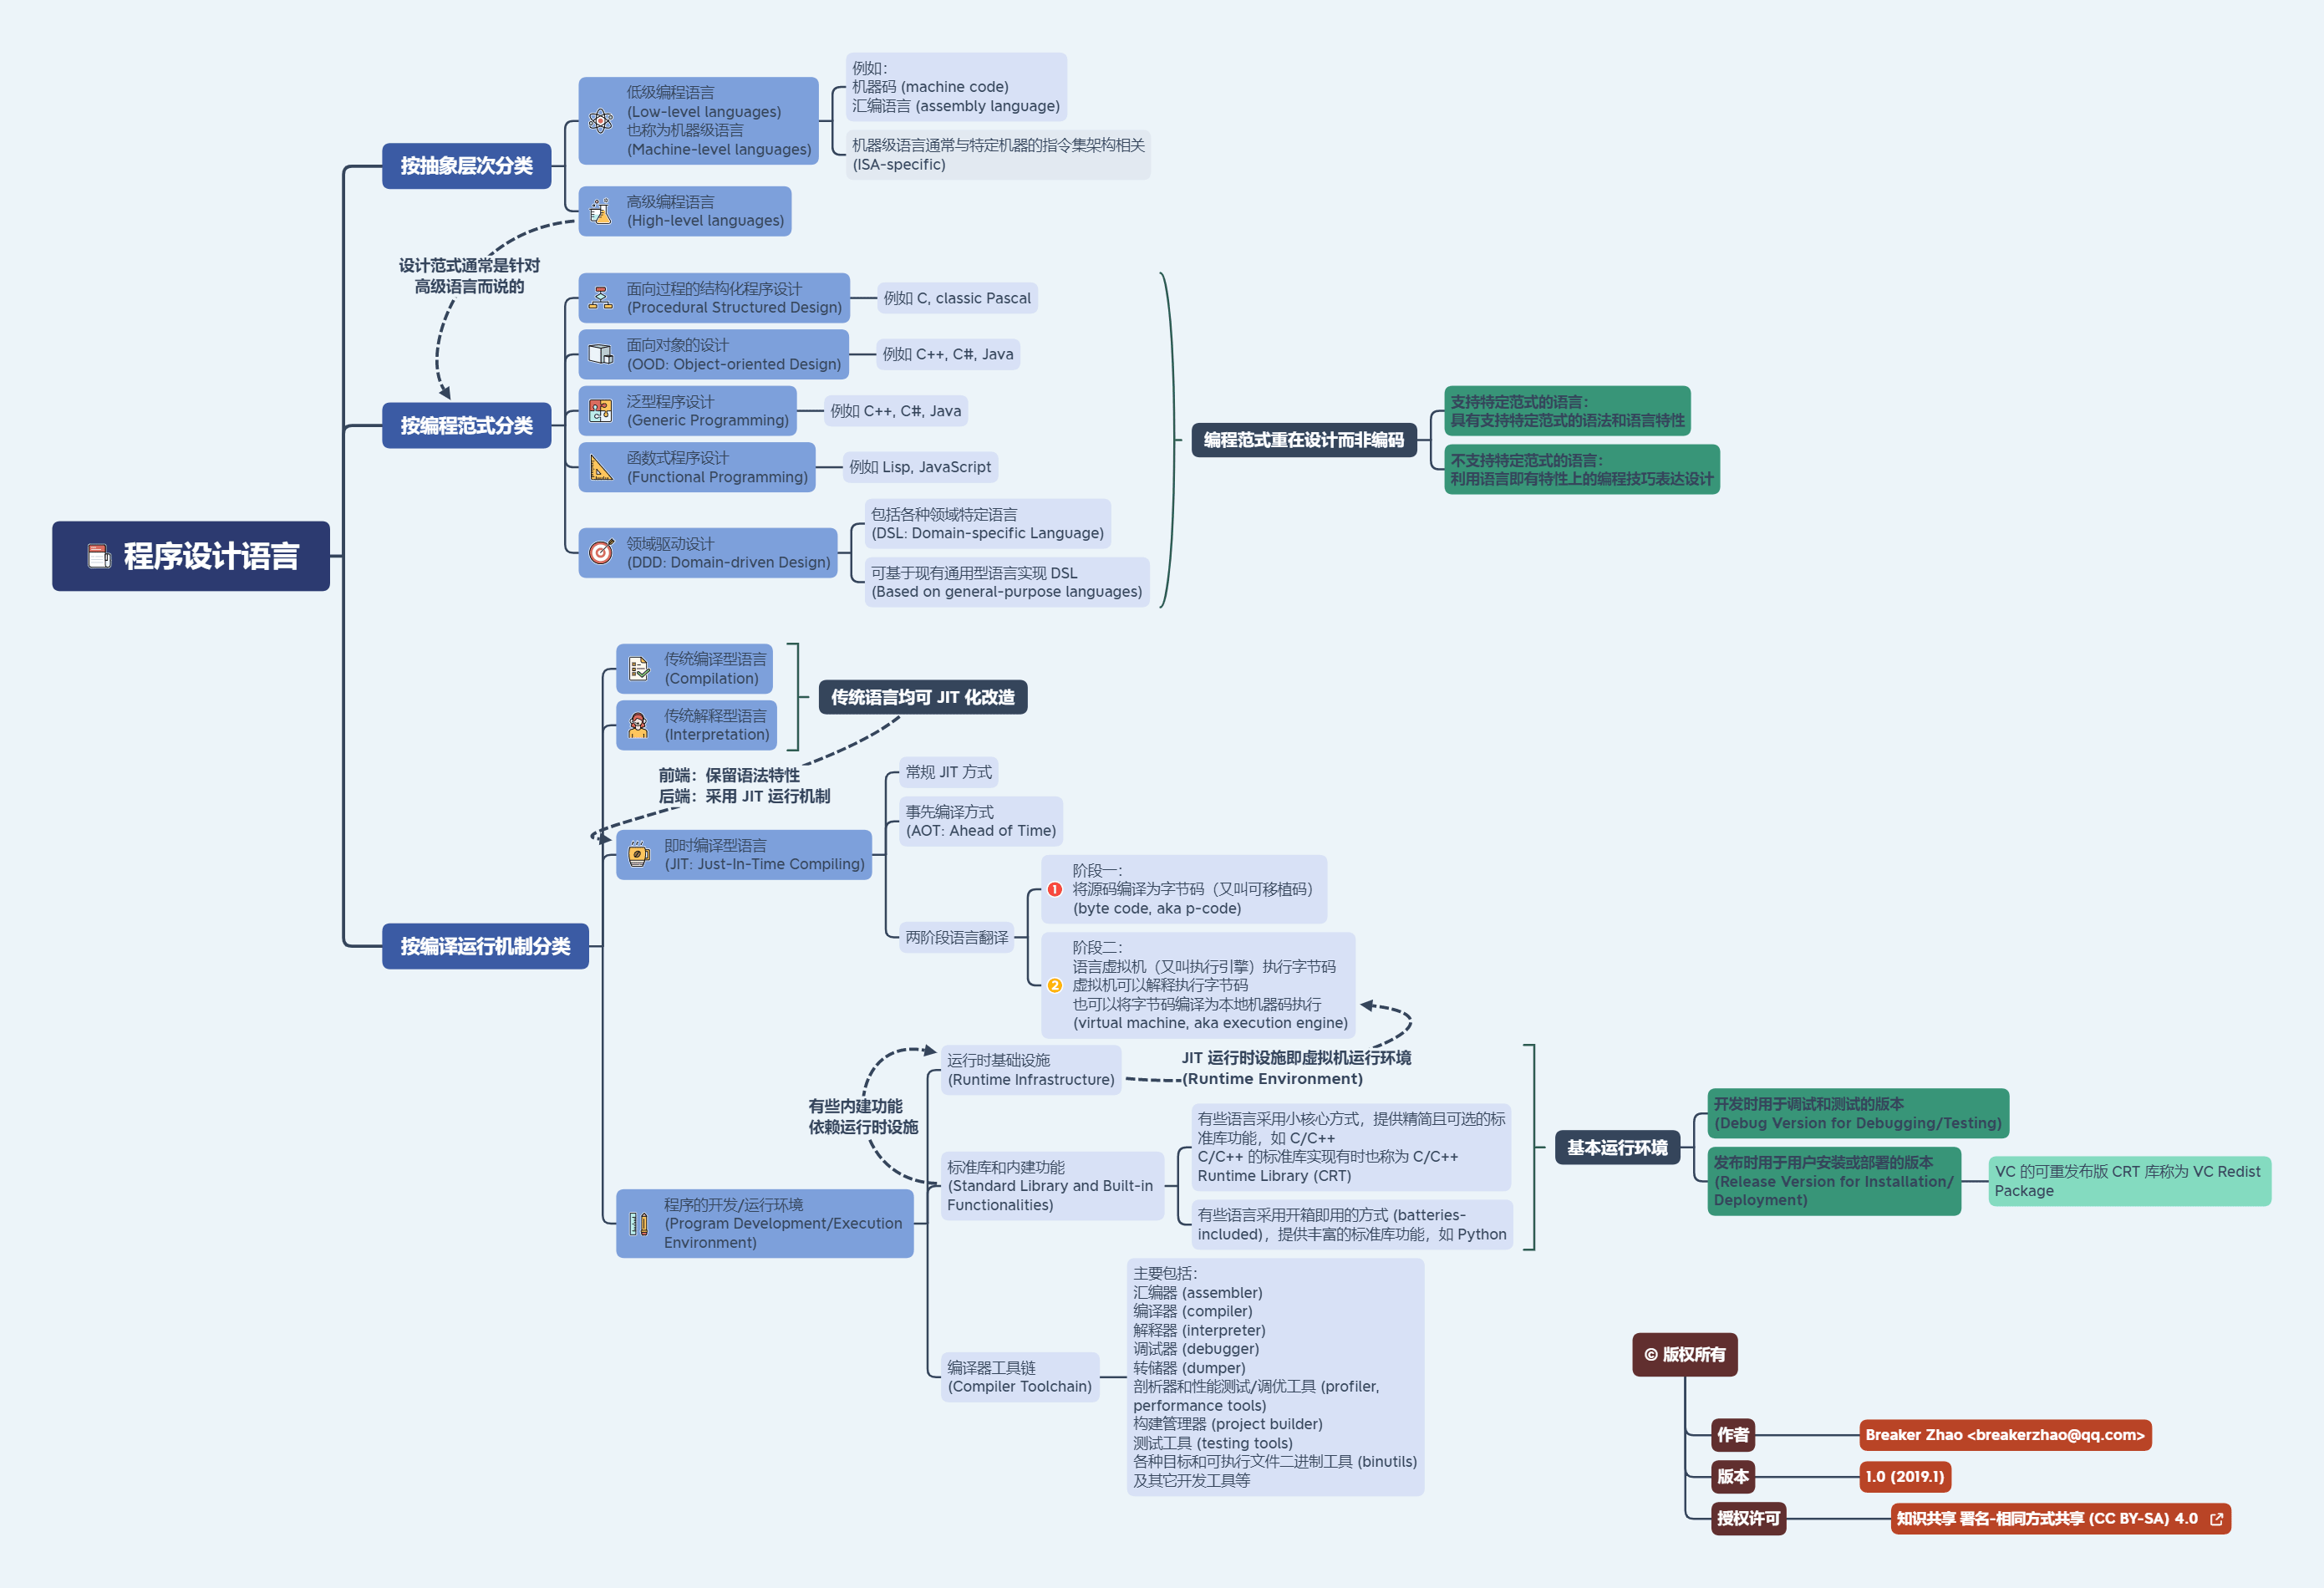 程序设计语言
按抽象层次分类
低级编程语言
(Low-level languages)
也称为机器级语言
(Machine-level languages)
例如：
机器码 (machine code)
汇编语言 (assembly language)
机器级语言通常与特定机器的指令集架构相关
(ISA-specific)
高级编程语言
(High-level languages)
设计范式通常是针对
高级语言而说的
按编程范式分类
面向过程的结构化程序设计
(Procedural Structured Design)
例如 C, classic Pascal
面向对象的设计
(OOD: Object-oriented Design)
例如 C++, C#, Java
泛型程序设计
(Generic Programming)
例如 C++, C#, Java
函数式程序设计
(Functional Programming)
例如 Lisp, JavaScript
领域驱动设计
(DDD: Domain-driven Design)
包括各种领域特定语言
(DSL: Domain-specific Language)
可基于现有通用型语言实现 DSL
(Based on general-purpose languages)
编程范式重在设计而非编码
支持特定范式的语言：
具有支持特定范式的语法和语言特性
不支持特定范式的语言：
利用语言即有特性上的编程技巧表达设计
按编译运行机制分类
传统编译型语言
(Compilation)
传统解释型语言
(Interpretation)
传统语言均可 JIT 化改造
前端：保留语法特性
后端：采用 JIT 运行机制
即时编译型语言
(JIT: Just-In-Time Compiling)
常规 JIT 方式
事先编译方式
(AOT: Ahead of Time)
两阶段语言翻译
1
阶段一：
将源码编译为字节码（又叫可移植码）
(byte code, aka p-code)
2
阶段二：
语言虚拟机（又叫执行引擎）执行字节码
虚拟机可以解释执行字节码
也可以将字节码编译为本地机器码执行
(virtual machine, aka execution engine)
程序的开发/运行环境
(Program Development/Execution
Environment)
运行时基础设施
(Runtime Infrastructure)
JIT 运行时设施即虚拟机运行环境
(Runtime Environment)
有些内建功能
依赖运行时设施
标准库和内建功能
(Standard Library and Built-in
Functionalities)
有些语言采用小核心方式，提供精简且可选的标
准库功能，如 C/C++
C/C++ 的标准库实现有时也称为 C/C++
Runtime Library (CRT)
有些语言采用开箱即用的方式 (batteries-
included)，提供丰富的标准库功能，如 Python
编译器工具链
(Compiler Toolchain)
主要包括：
汇编器 (assembler)
编译器 (compiler)
解释器 (interpreter)
调试器 (debugger)
转储器 (dumper)
剖析器和性能测试/调优工具 (profiler,
performance tools)
构建管理器 (project builder)
测试工具 (testing tools)
各种目标和可执行文件二进制工具 (binutils)
及其它开发工具等
基本运行环境
开发时用于调试和测试的版本
(Debug Version for Debugging/Testing)
发布时用于用户安装或部署的版本
(Release Version for Installation/
Deployment)
VC 的可重发布版 CRT 库称为 VC Redist
Package
© 版权所有
作者
Breaker Zhao <breakerzhao@qq.com>
版本
1.0 (2019.1)
授权许可
知识共享 署名-相同方式共享 (CC BY-SA) 4.0